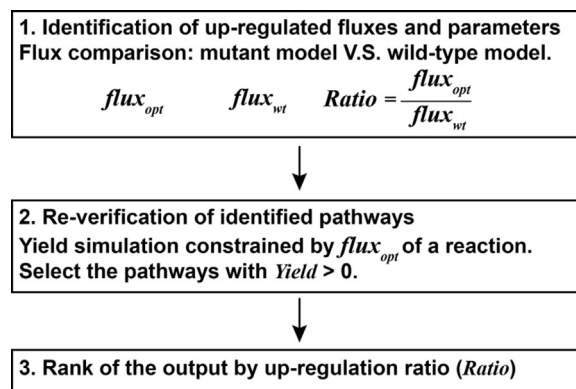 1. Identification of up-regulated fluxes and parameters
Flux comparison: mutant model V.S. wild-type model.
flux_opt flux_wt Ratio = flux_opt / flux_wt
2. Re-verification of identified pathways
Yield simulation constrained by flux_opt of a reaction.
Select the pathways with Yield > 0.
3. Rank of the output by up-regulation ratio (Ratio)